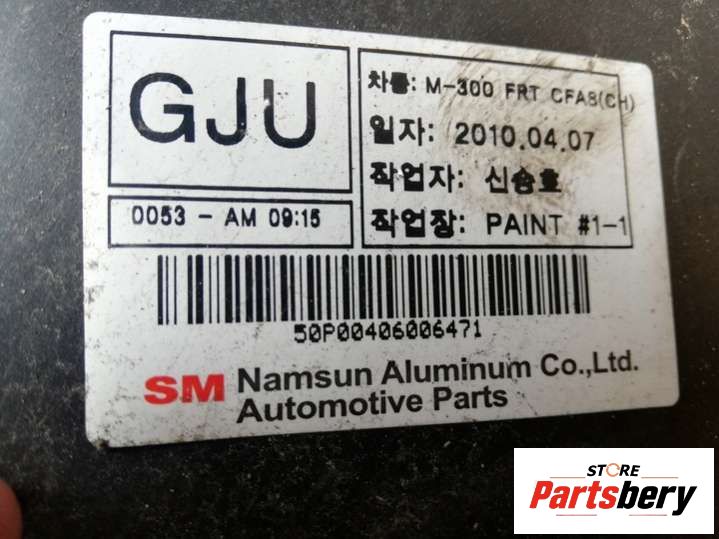 GJU
0053 - AM 09:15
차종: M-300 FRT CFAS(CH)
일자: 2010.04.07
작업자: 신승호
작업장: PAINT #1-1
50P00406006471
SM Namsun Aluminum Co.,Ltd.
Automotive Parts
STORE
Partsbery